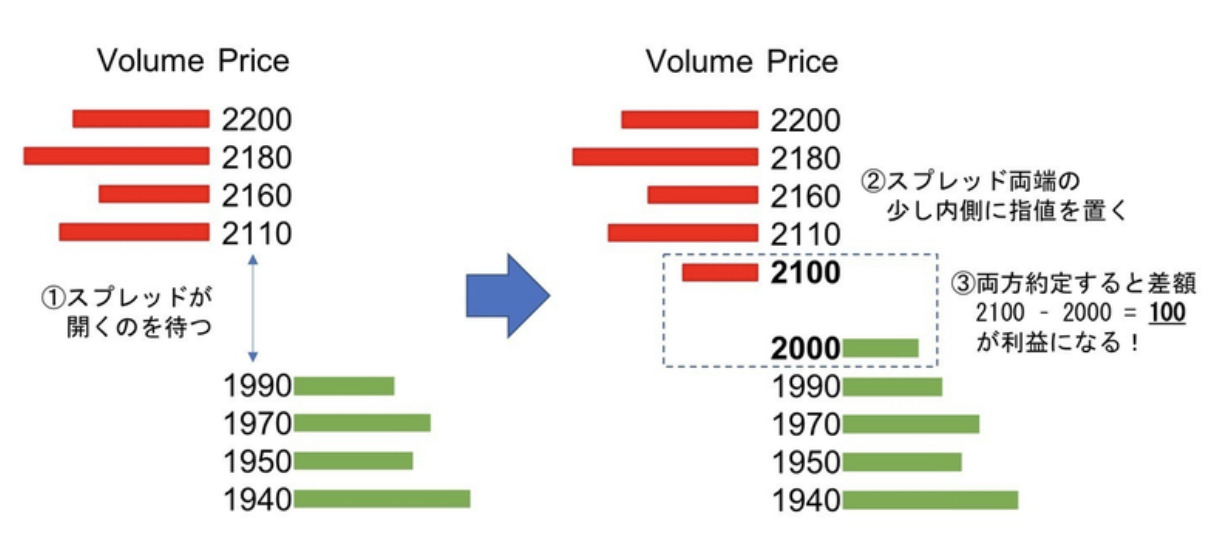 Volume Price
2200
2180
2160
2110
①スプレッドが
開くのを待つ
1990
1970
1950
1940
Volume Price
2200
2180
2160
2110
2100
2000
1990
1970
1950
1940
②スプレッド両端の
少し内側に指値を置く
③両方約定すると差額
2100 - 2000 = 100
が利益になる！